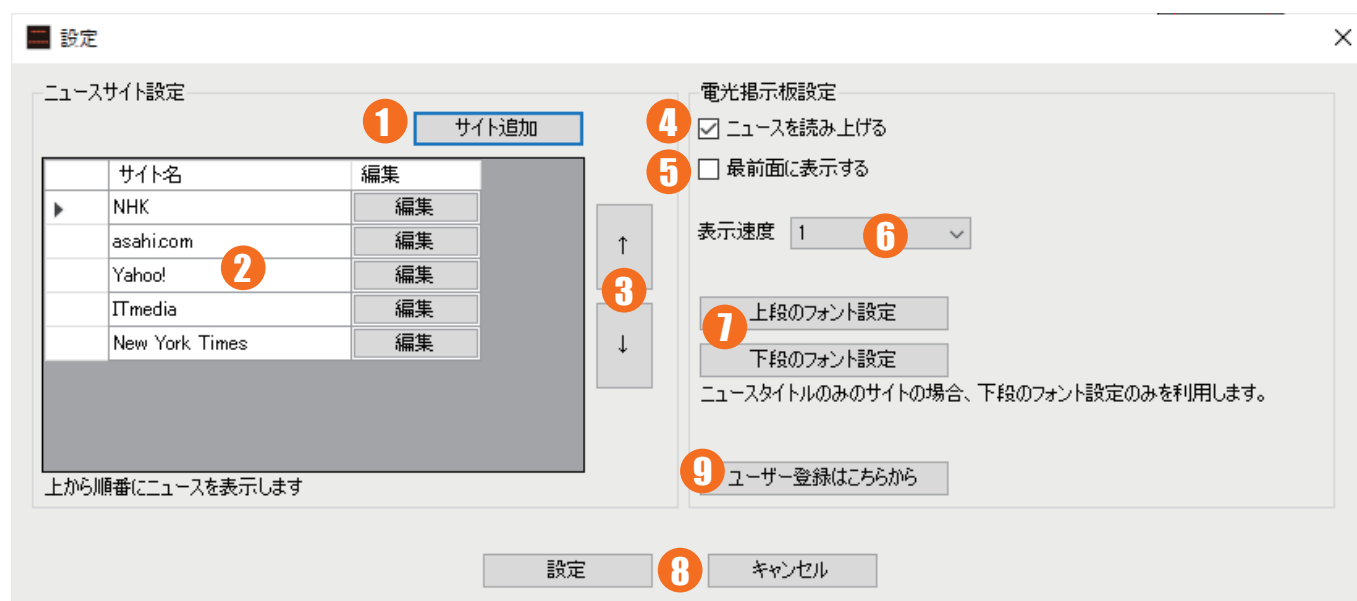 設定
ニュースサイト設定
1 サイト追加
サイト名 編集
NHK 編集
asahi.com 編集
2
Yahoo! 編集
ITmedia 編集
New York Times 編集
↑
3
↓
上から順番にニュースを表示します
電光掲示板設定
4 ニュースを読み上げる
5 最前面に表示する
表示速度 1 6
7
上段のフォント設定
下段のフォント設定
ニュースタイトルのみのサイトの場合、下段のフォント設定のみを利用します。
9 ユーザー登録はこちらから
設定 8 キャンセル